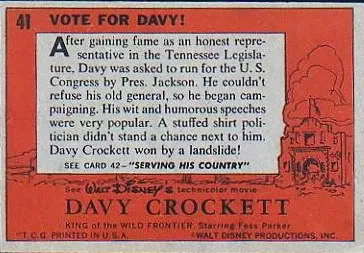 41 VOTE FOR DAVY!
After gaining fame as an honest repre-
sentative in the Tennessee Legisla-
ture, Davy was asked to run for the U. S.
Congress by Pres. Jackson. He couldn't
refuse his old general, so he began cam-
paigning. His wit and humorous speeches
were very popular. A stuffed shirt poli-
titician didn't stand a chance next to him.
Davy Crockett won by a landslide!
SEE CARD 42—"SERVING HIS COUNTRY"
See WALT DISNEY'S technicolor movie
DAVY CROCKETT
KING of the WILD FRONTIER, Starring Fess Parker
©T.C.G. PRINTED IN U.S.A. ©WALT DISNEY PRODUCTIONS, INC.